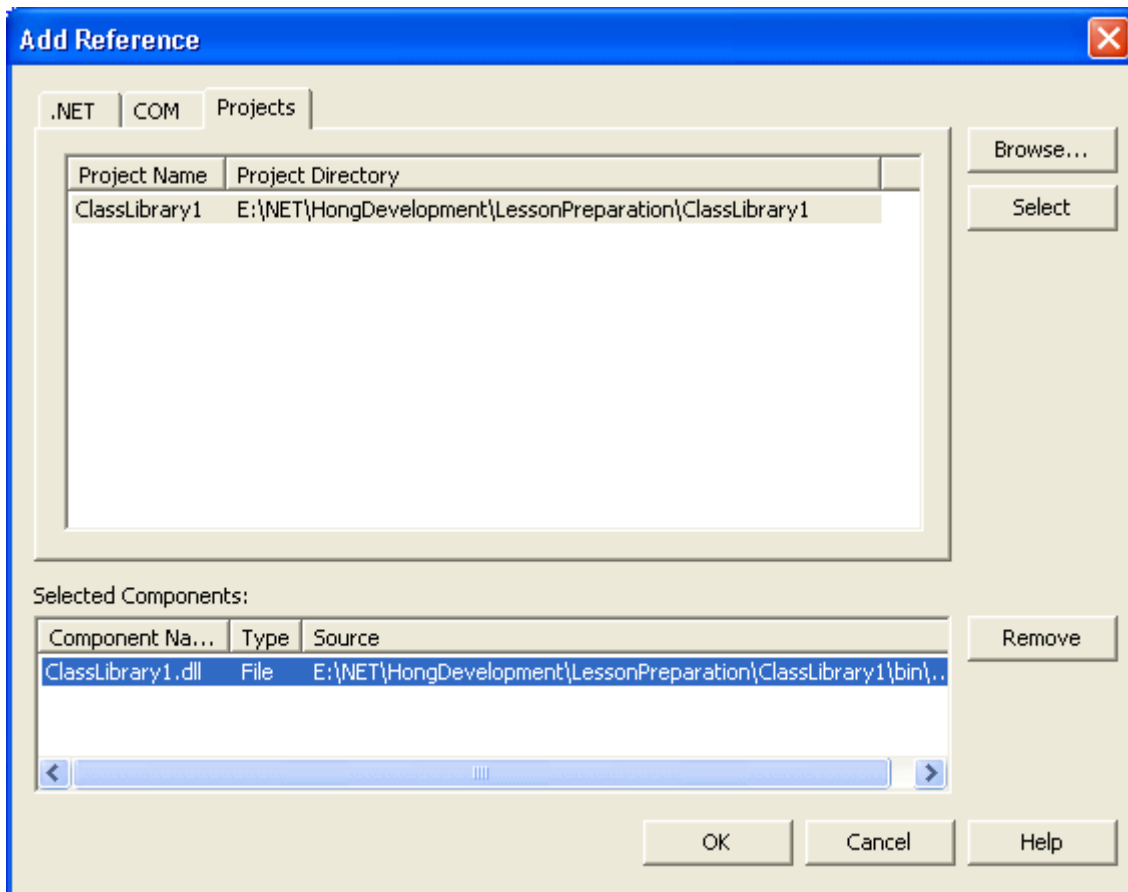 Add Reference
.NET COM Projects
Browse...
Select
Project Name Project Directory
ClassLibrary1 E:\NET\HongDevelopment\LessonPreparation\ClassLibrary1
Selected Components:
Component Na... Type Source
Remove
ClassLibrary1.dll File E:\NET\HongDevelopment\LessonPreparation\ClassLibrary1\bin\...
OK Cancel Help